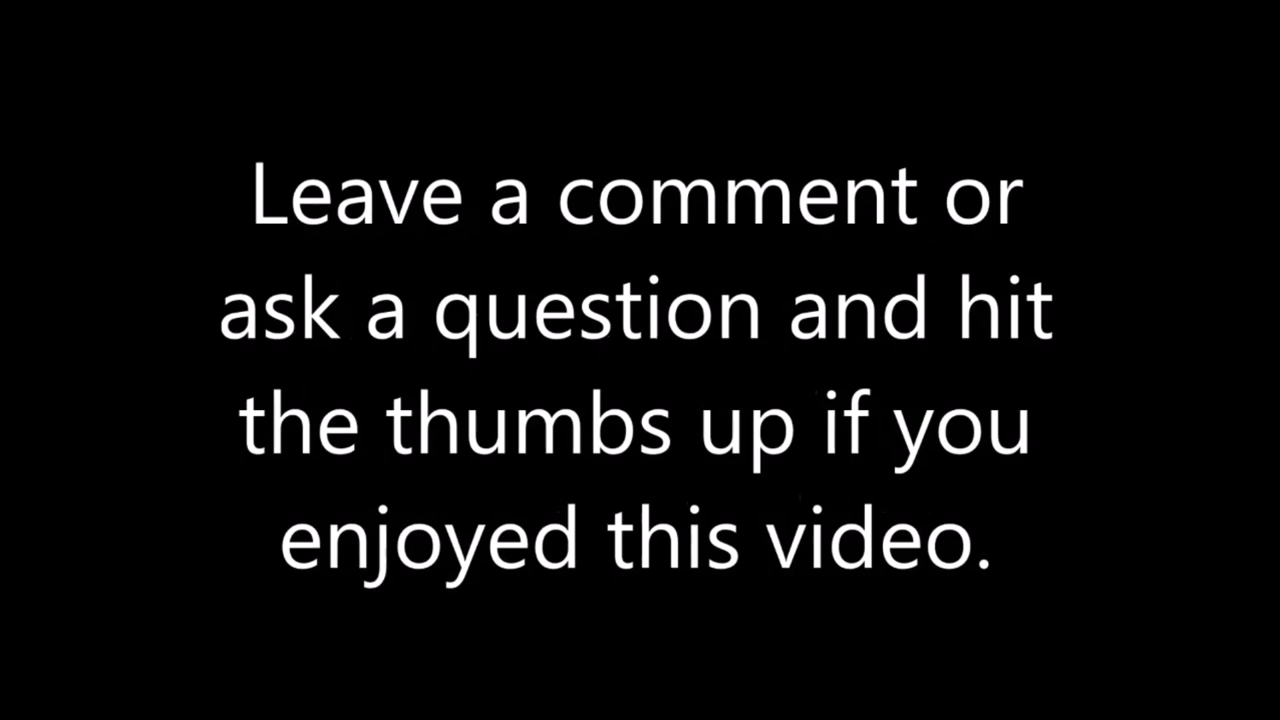 Leave a comment or
ask a question and hit
the thumbs up if you
enjoyed this video.